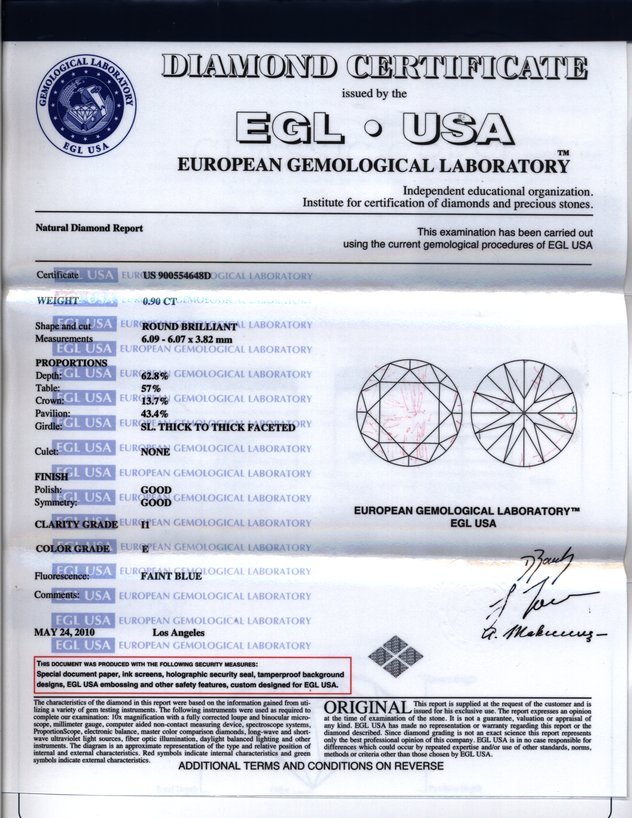 GEMOLOGICAL LABORATORY
EGL USA
DIAMOND CERTIFICATE
issued by the
EGL • USA
EUROPEAN GEMOLOGICAL LABORATORY™
Independent educational organization.
Institute for certification of diamonds and precious stones.
Natural Diamond Report
This examination has been carried out
using the current gemological procedures of EGL USA
Certificate US 900554648D
WEIGHT 0.90 CT
Shape and cut ROUND BRILLIANT
Measurements 6.09 - 6.07 x 3.82 mm
PROPORTIONS
Depth: 62.8%
Table: 57%
Crown: 13.7%
Pavilion: 43.4%
Girdle: SL. THICK TO THICK FACETED
Culet: NONE
FINISH
Polish: GOOD
Symmetry: GOOD
CLARITY GRADE I1
COLOR GRADE E
Fluorescence: FAINT BLUE
Comments:
MAY 24, 2010 Los Angeles
EUROPEAN GEMOLOGICAL LABORATORY™
EGL USA
THIS DOCUMENT WAS PRODUCED WITH THE FOLLOWING SECURITY MEASURES:
Special document paper, ink screens, holographic security seal, tamperproof background
designs, EGL USA embossing and other safety features, custom designed for EGL USA.
The characteristics of the diamond in this report were based on the information gained from uti-
lizing a variety of gem testing instruments. The following instruments were used as required to
complete our examination: 10x magnification with a fully corrected loupe and binocular micro-
scope, millimeter gauge, computer aided non-contact measuring device, spectroscope systems,
ProportionScope, electronic balance, master color comparison diamonds, long-wave and short-
wave ultraviolet light sources, fiber optic illumination, daylight balanced lighting and other
instruments. The diagram is an approximate representation of the type and relative position of
internal and external characteristics. Red symbols indicate internal characteristics and green
symbols indicate external characteristics.
ORIGINAL This report is supplied at the request of the customer and is
issued for his exclusive use. The report expresses an opinion
at the time of examination of the stone. It is not a guarantee, valuation or appraisal of
any kind. EGL USA has made no representation or warranty regarding this report or the
diamond described. Since diamond grading is not an exact science this report represents
only the best professional opinion of this company. EGL USA is in no case responsible for
differences which could occur by repeated expertise and/or use of other standards, norms,
methods or criteria other than those chosen by EGL USA.
ADDITIONAL TERMS AND CONDITIONS ON REVERSE